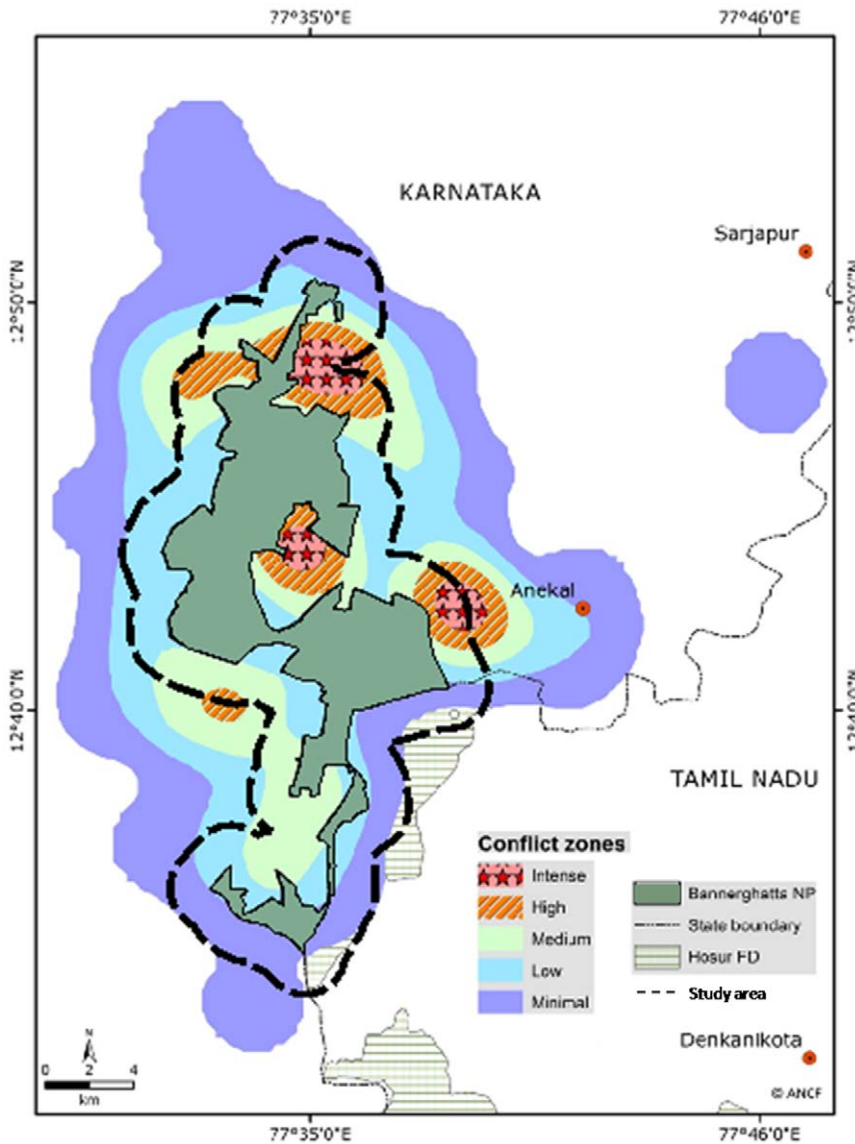 77°35'0"E 77°46'0"E
KARNATAKA
Sarjapur
12°50'0"N 12°50'0"N
Anekal
12°40'0"N 12°40'0"N
TAMIL NADU
Conflict zones
Intense
High
Medium
Low
Minimal
Bannerghatts NP
State boundary
Hosur FD
Study area
Denkanikota
N
0 2 4
km
© ANCF
77°35'0"E 77°46'0"E